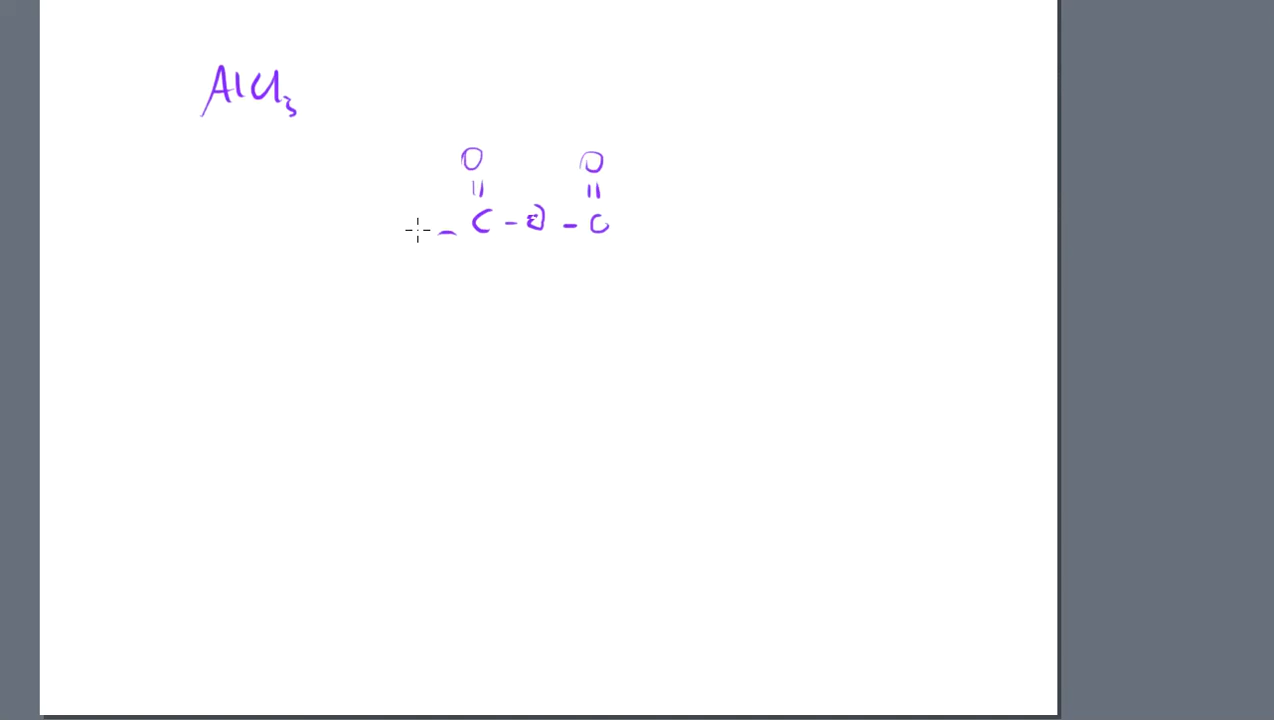 AlCl₃
O O
|| ||
- C - O - C